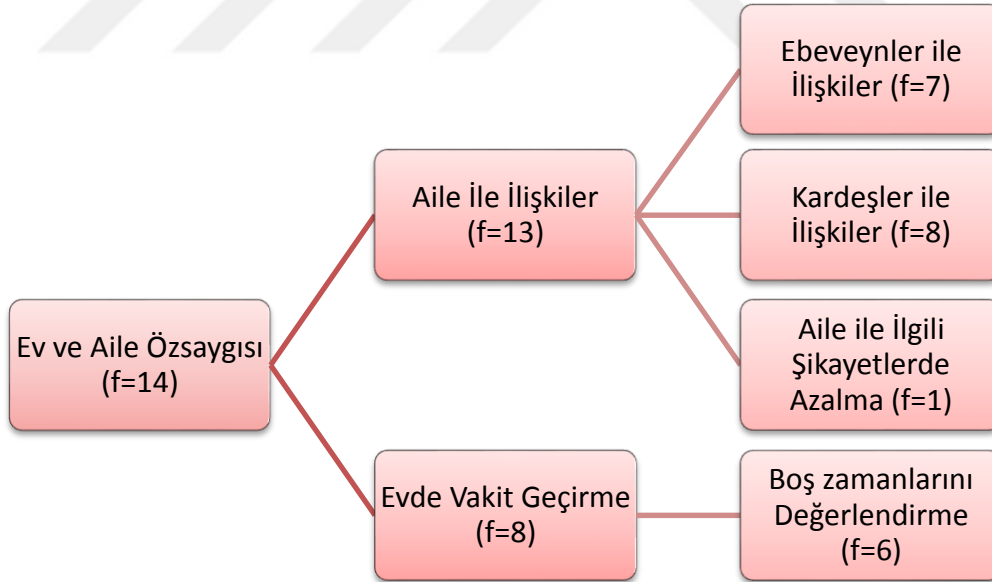 Ev ve Aile Özsaygısı
(f=14)
Aile İle İlişkiler
(f=13)
Ebeveynler ile
İlişkiler (f=7)
Kardeşler ile
İlişkiler (f=8)
Aile ile İlgili
Şikayetlerde
Azalma (f=1)
Evde Vakit Geçirme
(f=8)
Boş zamanlarını
Değerlendirme
(f=6)